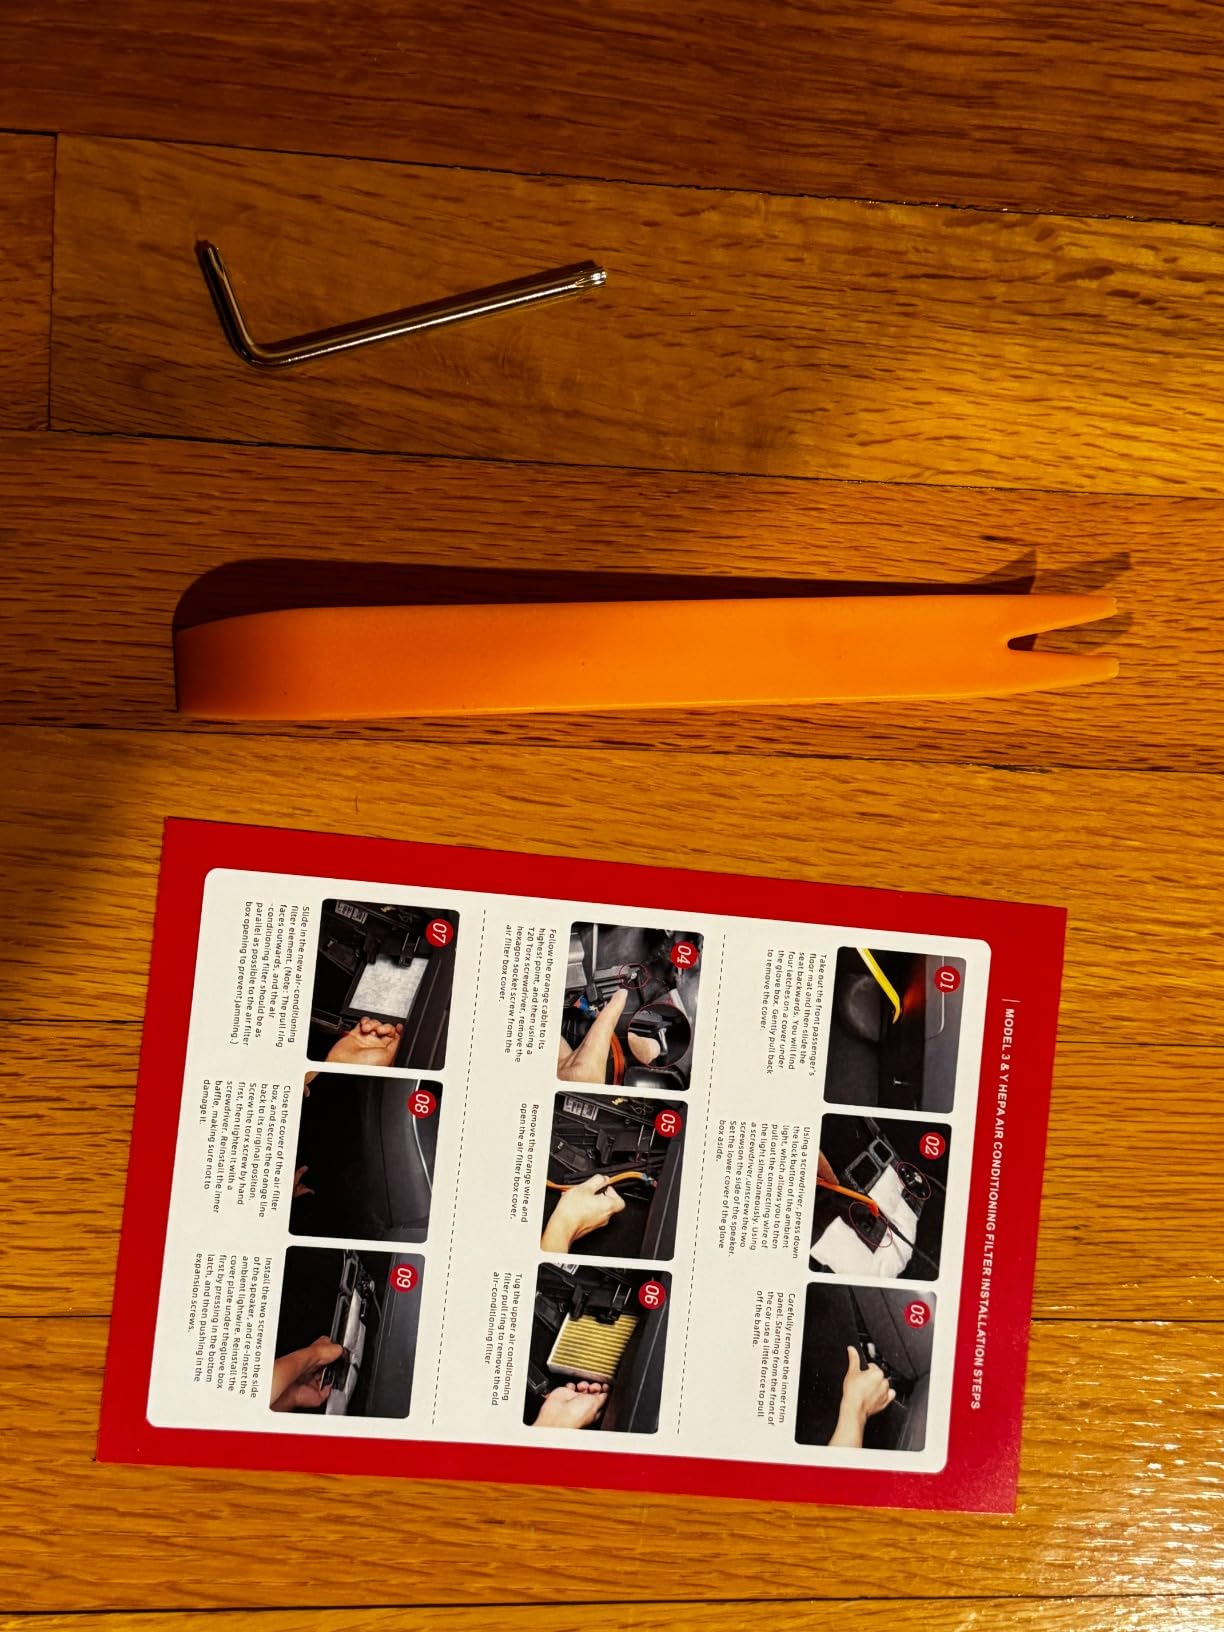 MODEL 3 & Y HEPA AIR CONDITIONING FILTER INSTALLATION STEPS
01
Take out the front passenger's
floor mat and then slide the
seat backwards. You will find
four latches on a cover under
the glove box. Gently pull back
to remove the cover.
02
Using a screwdriver, press down
the lock button of the ambient
light, which allows you to then
pull out the connecting wire of
the light simultaneously. Using
a screwdriver,unscrew the two
screwson the side of the speaker.
Set the lower cover of the glove
box aside.
03
Carefully remove the inner trim
panel. Starting from the front of
the car use a little force to pull
off the baffle.
04
Follow the orange cable to its
highest point, and then using a
T20 Torx screwdriver, remove the
hexagon socket screw from the
air filter box cover.
05
Remove the orange wire and
open the air filter box cover.
06
Tug the upper air conditioning
filter pull ring to remove the old
air-conditioning filter
07
Slide in the new air-conditioning
filter element. (Note: The pull ring
faces outwards, and the air
-conditioning filter should be as
parallel as possible to the air filter
box opening to prevent jamming.)
08
Close the cover of the air filter
box, and secure the orange line
back to its original position.
Screw the torx screw by hand
first, then tighten it with a
screwdriver. Reinstall the inner
baffle, making sure not to
damage it.
09
Install the two screws on the side
of the speaker, and re-insert the
ambient lightwire. Reinstall the
cover plate under theglove box
first by pressing in the bottom
latch, and then pushing in the
expansion screws.